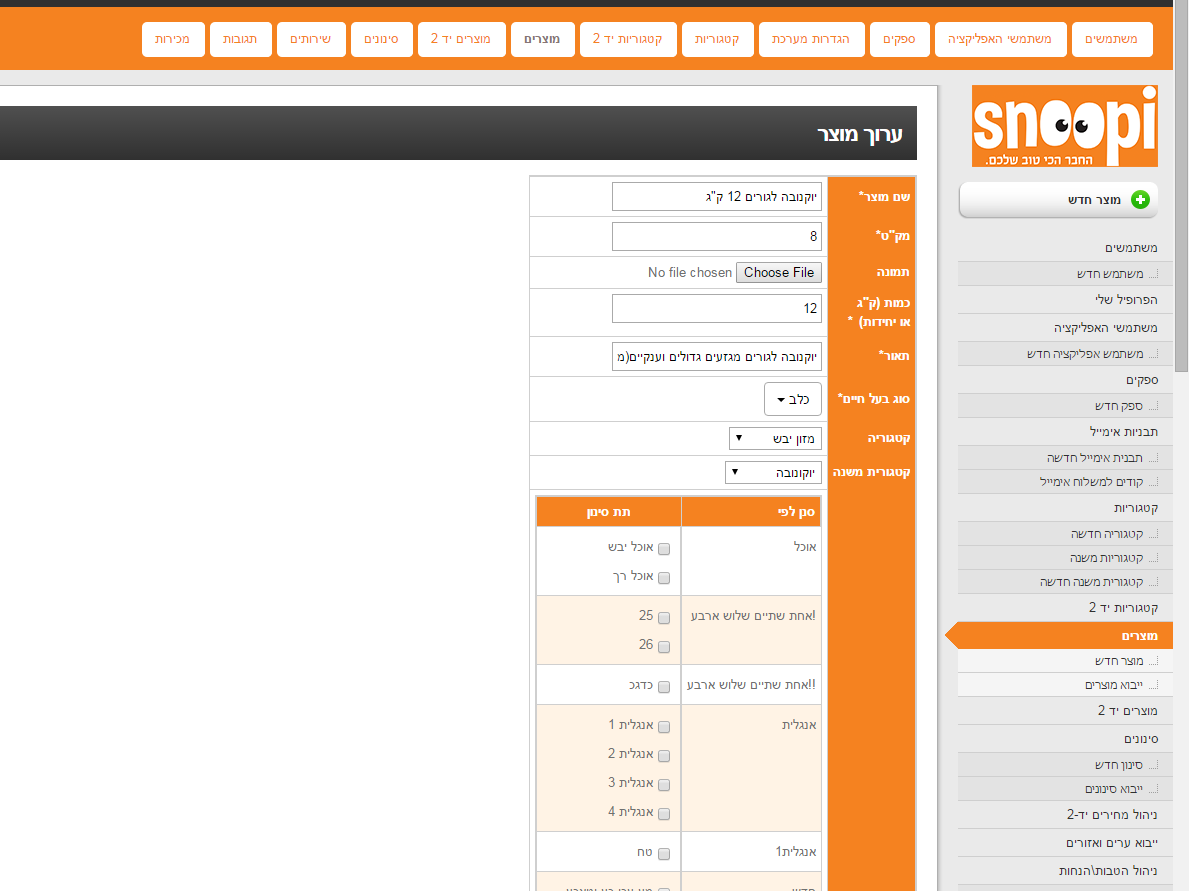 משתמשים
משתמשי האפליקציה
ספקים
הגדרות מערכת
קטגוריות
קטגוריות יד 2
מוצרים
מוצרים יד 2
סינונים
שירותים
תגובות
מכירות
snoopi
החבר הכי טוב שלכם.
מוצר חדש
משתמשים
משתמש חדש
הפרופיל שלי
משתמשי האפליקציה
משתמש אפליקציה חדש
ספקים
ספק חדש
תבניות אימייל
תבנית אימייל חדשה
קודים למשלוח אימייל
קטגוריות
קטגוריה חדשה
קטגוריות משנה
קטגורית משנה חדשה
קטגוריות יד 2
מוצרים
מוצר חדש
ייבוא מוצרים
מוצרים יד 2
סינונים
סינון חדש
ייבוא סינונים
ניהול מחירים יד-2
ייבוא ערים ואזורים
ניהול הטבות\הנחות
ערוך מוצר
שם מוצר*
יוקנובה לגורים 12 ק"ג
מק"ט*
8
תמונה
Choose File No file chosen
כמות (ק"ג
או יחידות) *
12
תאור*
יוקנובה לגורים מגזעים גדולים וענקיים(מ
סוג בעל חיים*
כלב
קטגוריה
מזון יבש
קטגורית משנה
יוקונובה
סנן לפי
תת סינון
אוכל
אוכל יבש
אוכל רך
!אחת שתיים שלוש ארבע
25
26
!!אחת שתיים שלוש ארבע
כדגכ
אנגלית
אנגלית 1
אנגלית 2
אנגלית 3
אנגלית 4
אנגלית1
טח